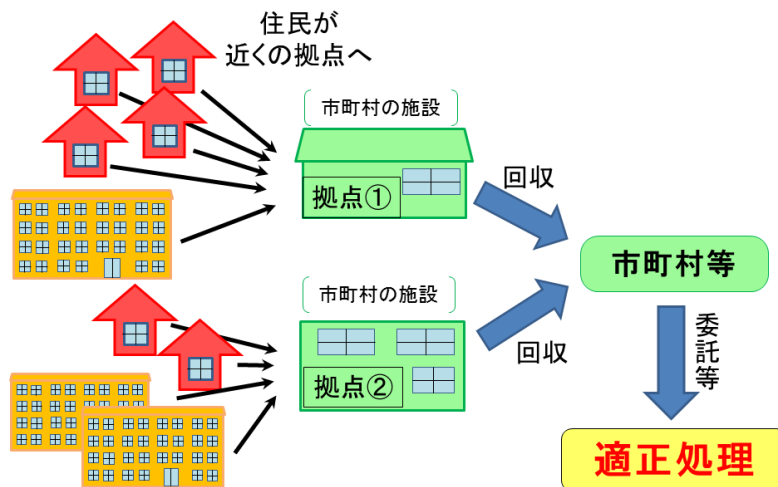 住民が
近くの拠点へ
市町村の施設
拠点①
回収
市町村等
市町村の施設
拠点②
回収
委託等
適正処理